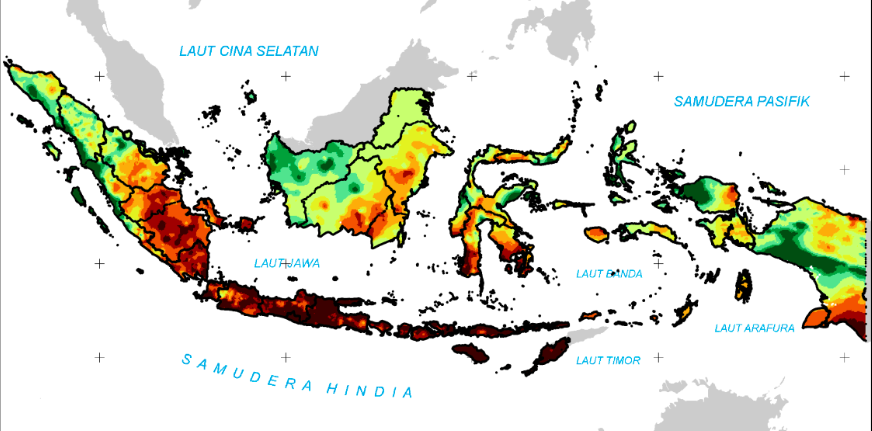 LAUT CINA SELATAN
SAMUDERA PASIFIK
LAUT JAWA
LAUT BANDA
LAUT ARAFURA
LAUT TIMOR
SAMUDERA HINDIA